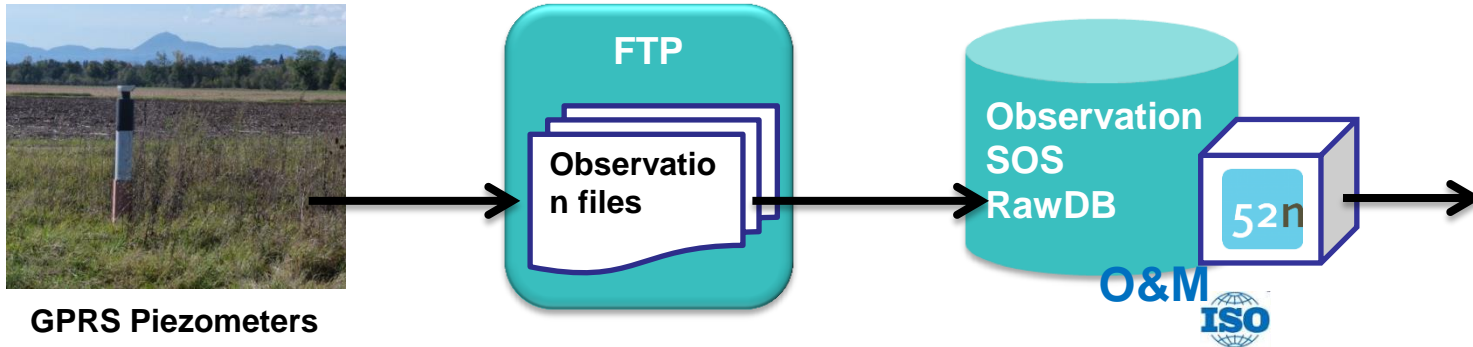 FTP
Observatio
n files
Observation
SOS
RawDB
52n
O&M
ISO
GPRS Piezometers